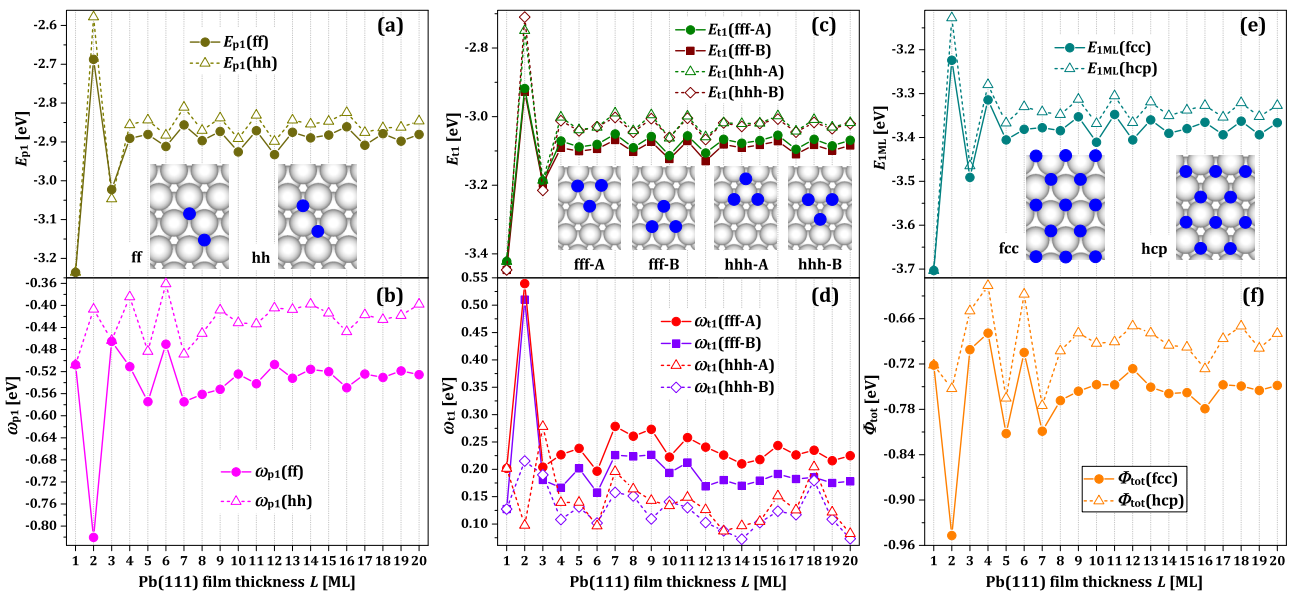 (a)
E_p1(ff)
E_p1(hh)
E_p1 [eV]
-2.6
-2.7
-2.8
-2.9
-3.0
-3.1
-3.2
ff
hh
(b)
ω_p1(ff)
ω_p1(hh)
ω_p1 [eV]
-0.36
-0.40
-0.44
-0.48
-0.52
-0.56
-0.60
-0.64
-0.68
-0.72
-0.76
-0.80
1 2 3 4 5 6 7 8 9 10 11 12 13 14 15 16 17 18 19 20
Pb(111) film thickness L [ML]
(c)
E_t1(fff-A)
E_t1(fff-B)
E_t1(hhh-A)
E_t1(hhh-B)
E_t1 [eV]
-2.8
-3.0
-3.2
-3.4
fff-A
fff-B
hhh-A
hhh-B
(d)
ω_t1(fff-A)
ω_t1(fff-B)
ω_t1(hhh-A)
ω_t1(hhh-B)
ω_t1 [eV]
0.55
0.50
0.45
0.40
0.35
0.30
0.25
0.20
0.15
0.10
1 2 3 4 5 6 7 8 9 10 11 12 13 14 15 16 17 18 19 20
Pb(111) film thickness L [ML]
(e)
E_1ML(fcc)
E_1ML(hcp)
E_1ML [eV]
-3.2
-3.3
-3.4
-3.5
-3.6
-3.7
fcc
hcp
(f)
Φ_tot(fcc)
Φ_tot(hcp)
Φ_tot [eV]
-0.66
-0.72
-0.78
-0.84
-0.90
-0.96
1 2 3 4 5 6 7 8 9 10 11 12 13 14 15 16 17 18 19 20
Pb(111) film thickness L [ML]